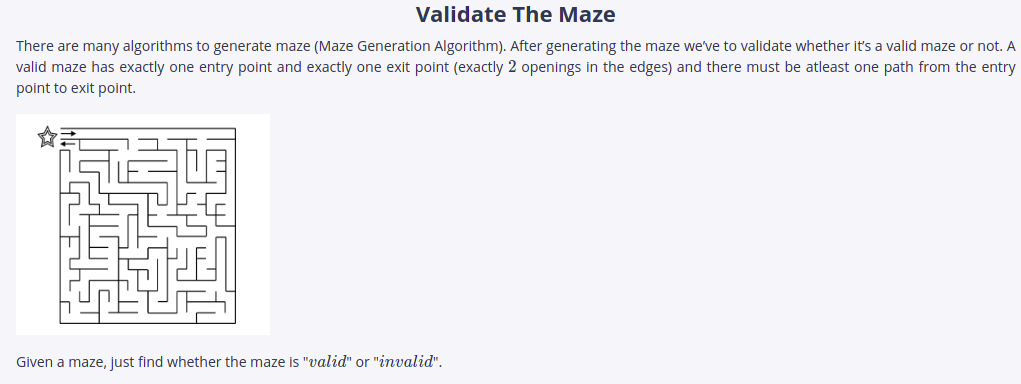 Validate The Maze
There are many algorithms to generate maze (Maze Generation Algorithm). After generating the maze we've to validate whether it's a valid maze or not. A
valid maze has exactly one entry point and exactly one exit point (exactly 2 openings in the edges) and there must be atleast one path from the entry
point to exit point.
Given a maze, just find whether the maze is "valid" or "invalid".